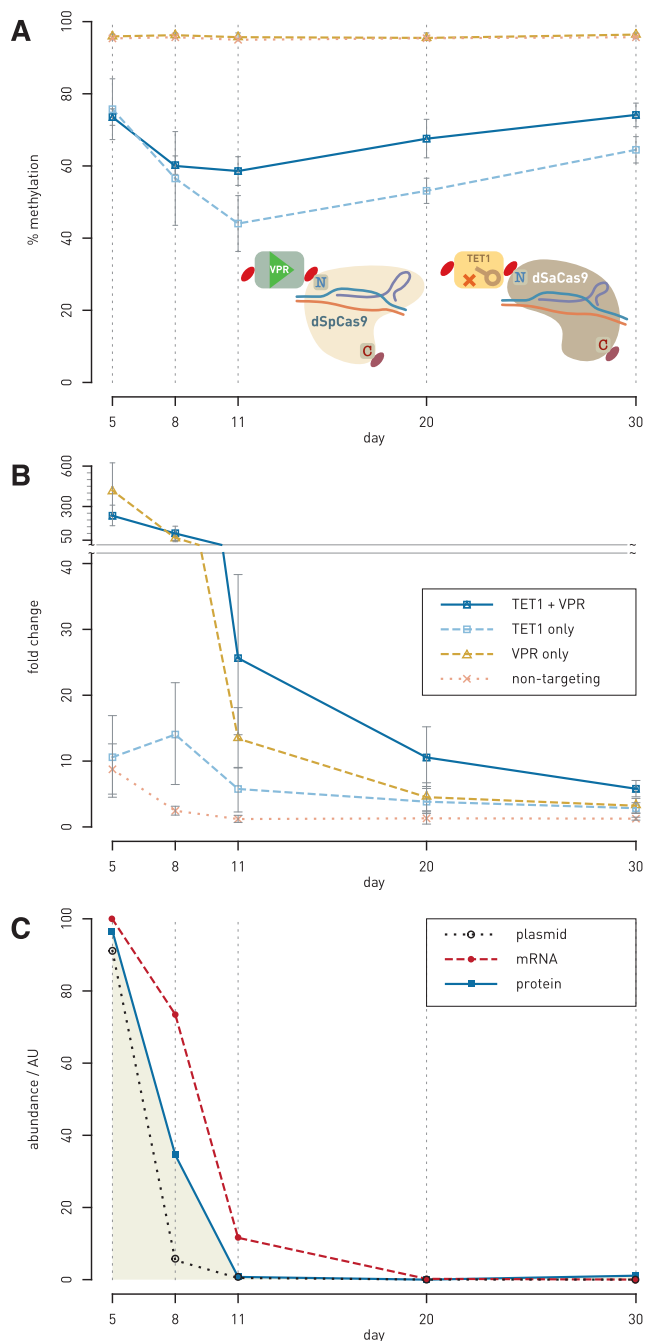 A
% methylation
100
80
60
40
20
0
VPR
N
dSpCas9
C
TET1
N
dSaCas9
C
5 8 11 20 30
day
B
fold change
600
300
50
~ ~
~ ~
40
30
20
10
0
TET1 + VPR
TET1 only
VPR only
non-targeting
5 8 11 20 30
day
C
abundance / AU
100
80
60
40
20
0
plasmid
mRNA
protein
5 8 11 20 30
day